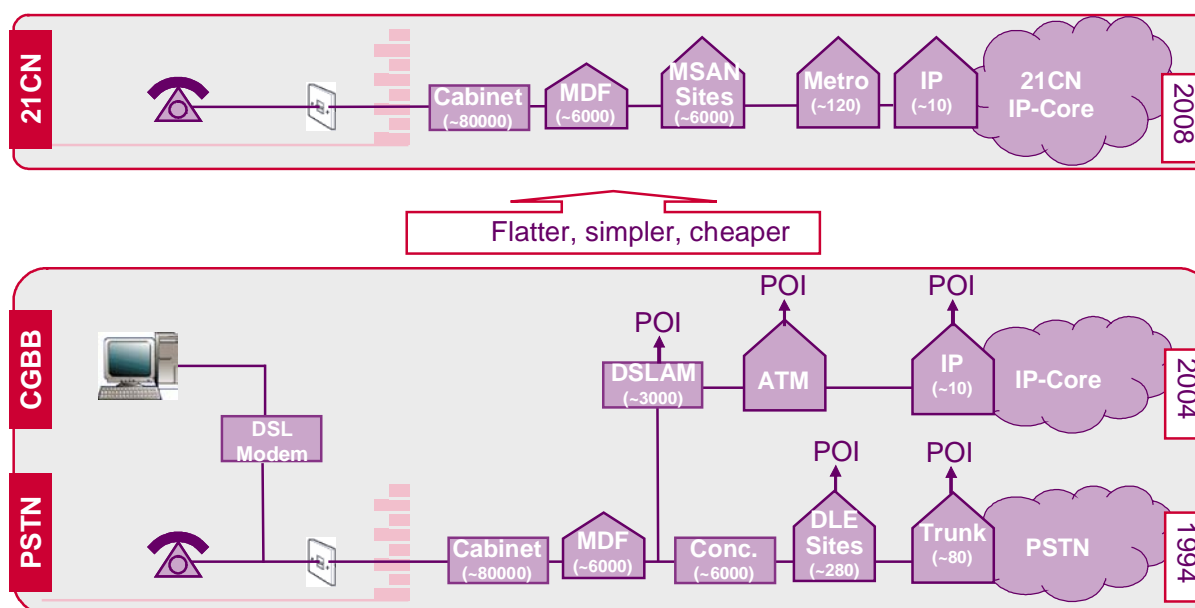 21CN
Cabinet
(~80000)
MDF
(~6000)
MSAN
Sites
(~6000)
Metro
(~120)
IP
(~10)
21CN
IP-Core
2008
Flatter, simpler, cheaper
CGBB
POI
DSLAM
(~3000)
POI
ATM
POI
IP
(~10)
IP-Core
2004
DSL
Modem
PSTN
Cabinet
(~80000)
MDF
(~6000)
Conc.
(~6000)
POI
DLE
Sites
(~280)
POI
Trunk
(~80)
PSTN
1994